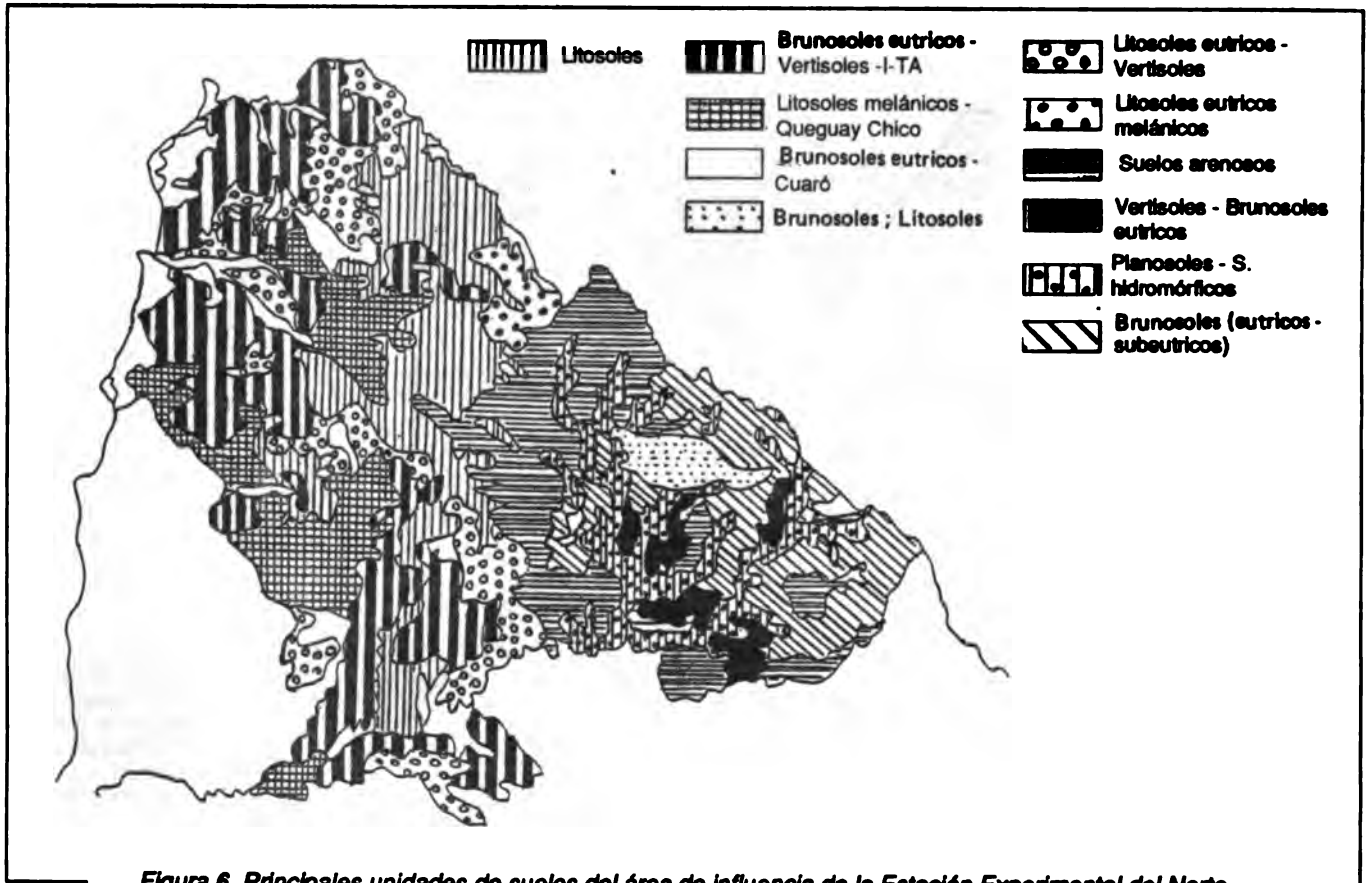 Litosoles
Brunosoles eutricos -
Vertisoles -I-TA
Litosoles melánicos -
Queguay Chico
Brunosoles eutricos -
Cuaró
Brunosoles ; Litosoles
Litosoles eutricos -
Vertisoles
Litosoles eutricos
melánicos
Suelos arenosos
Vertisoles - Brunosoles
eutricos
Planosoles - S.
hidromórficos
Brunosoles (eutricos -
subeutricos)
Figura 6. Principales unidades de suelos del área de influencia de la Estación Experimental del Norte